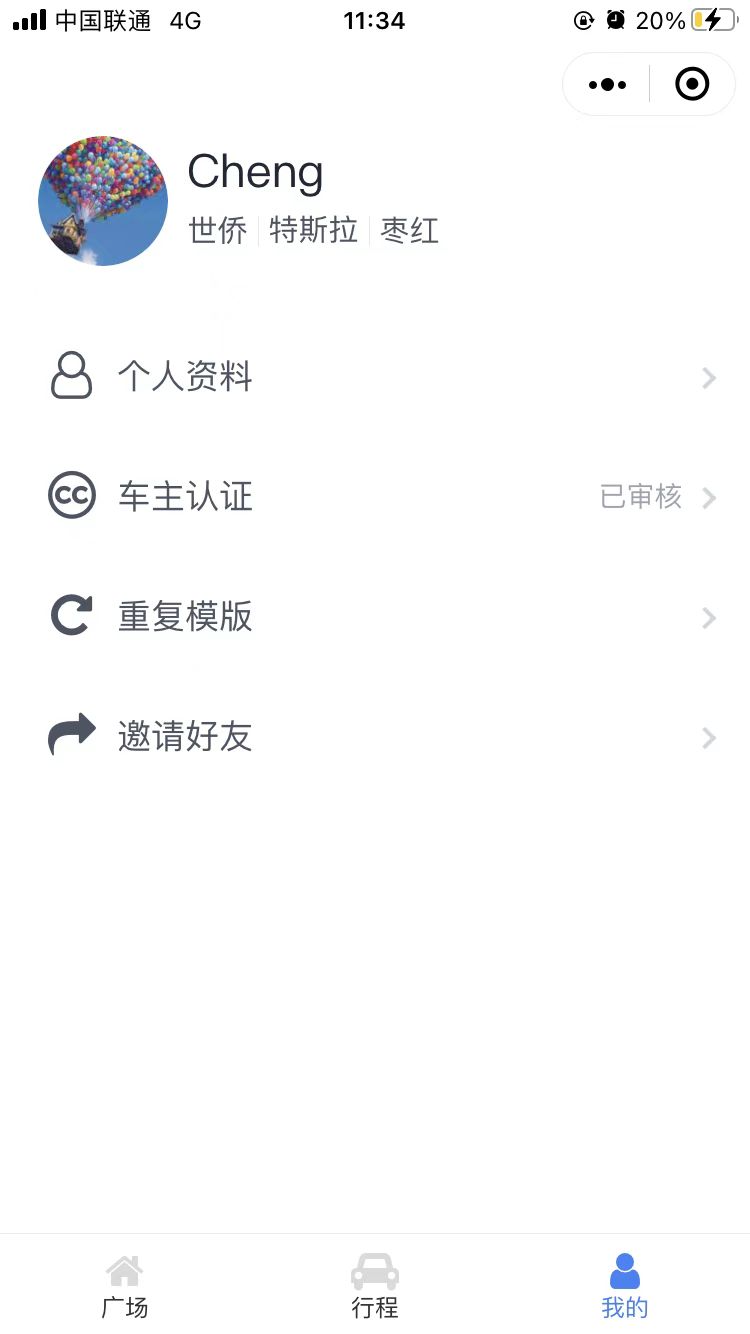 中国联通 4G 11:34 20%
Cheng
世侨 特斯拉 枣红
个人资料
CC 车主认证 已审核
重复模版
邀请好友
广场 行程 我的